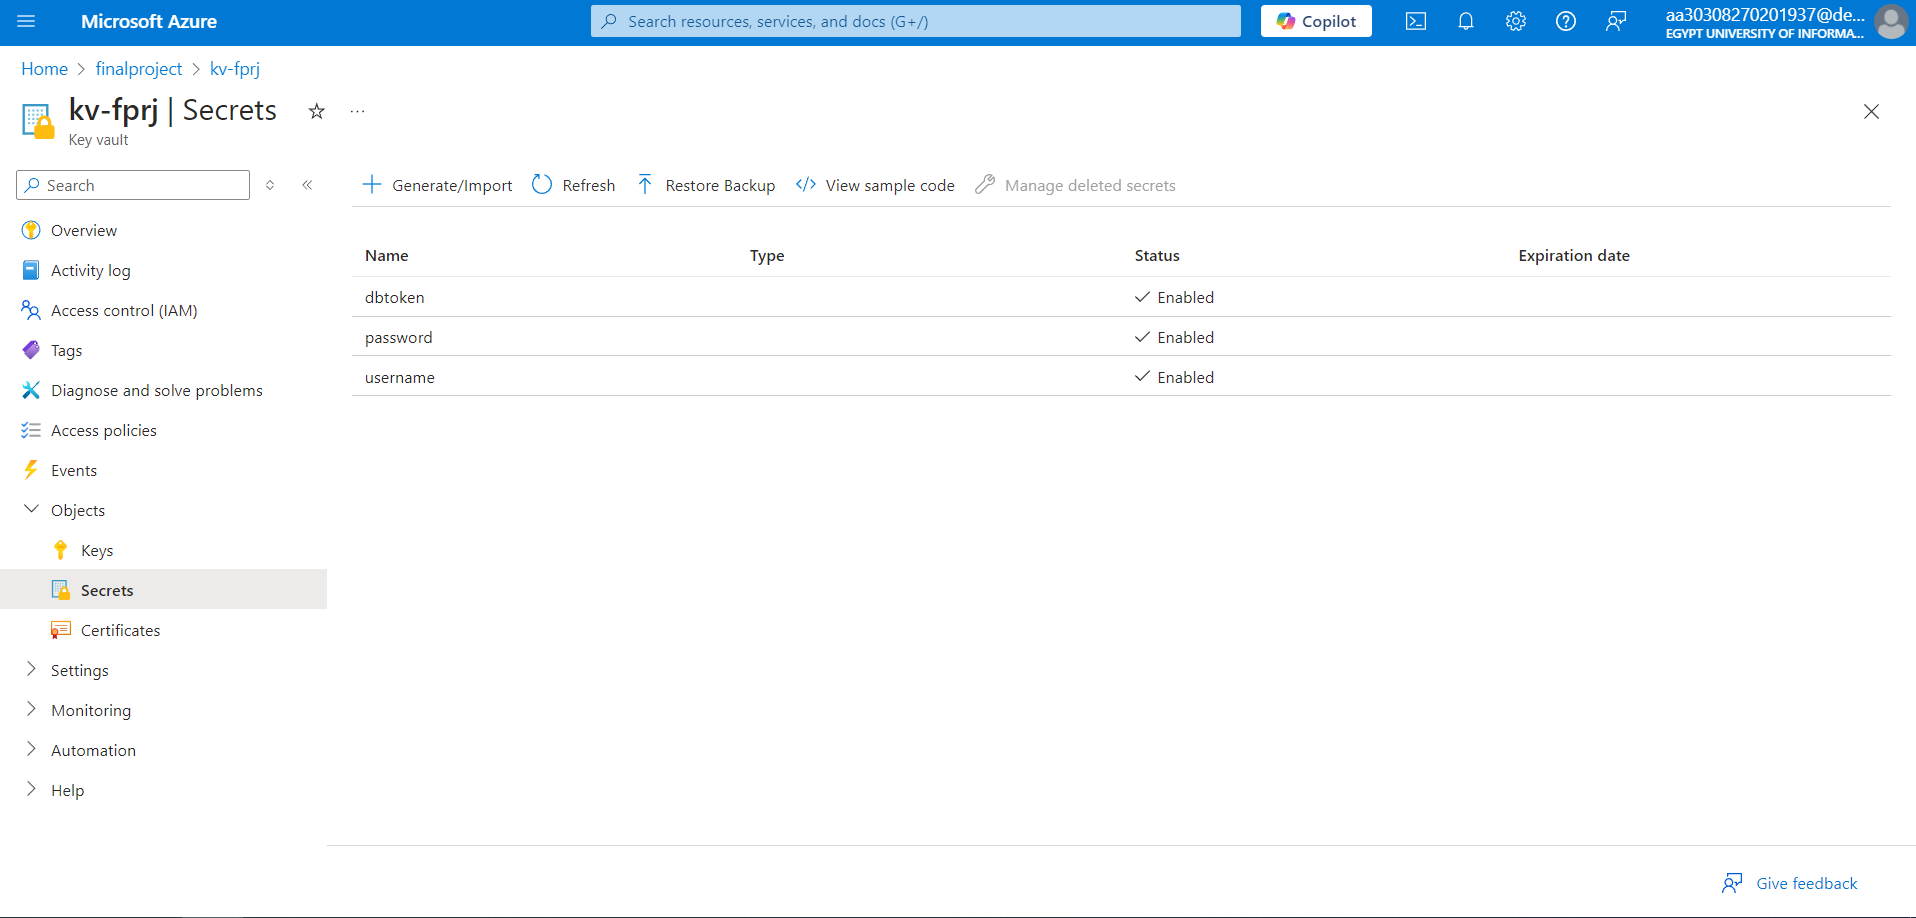 Microsoft Azure
Search resources, services, and docs (G+/)
Copilot
aa30308270201937@de...
EGYPT UNIVERSITY OF INFORMA...
Home > finalproject > kv-fprj
kv-fprj | Secrets
Key vault
Search
Generate/Import
Refresh
Restore Backup
View sample code
Manage deleted secrets
Overview
Activity log
Access control (IAM)
Tags
Diagnose and solve problems
Access policies
Events
Objects
Keys
Secrets
Certificates
Settings
Monitoring
Automation
Help
Name Type Status Expiration date
dbtoken Enabled
password Enabled
username Enabled
Give feedback